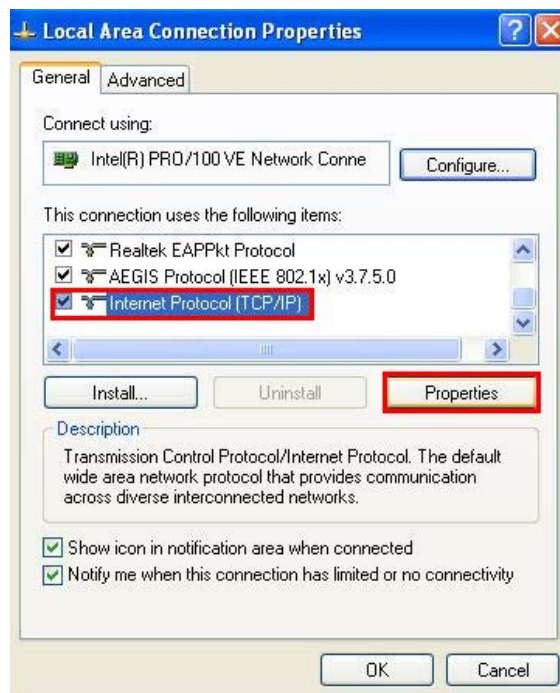 Local Area Connection Properties
General Advanced
Connect using:
Intel(R) PRO/100 VE Network Conne
Configure...
This connection uses the following items:
Realtek EAPPkt Protocol
AEGIS Protocol (IEEE 802.1x) v3.7.5.0
Internet Protocol (TCP/IP)
Install... Uninstall Properties
Description
Transmission Control Protocol/Internet Protocol. The default
wide area network protocol that provides communication
across diverse interconnected networks.
Show icon in notification area when connected
Notify me when this connection has limited or no connectivity
OK Cancel